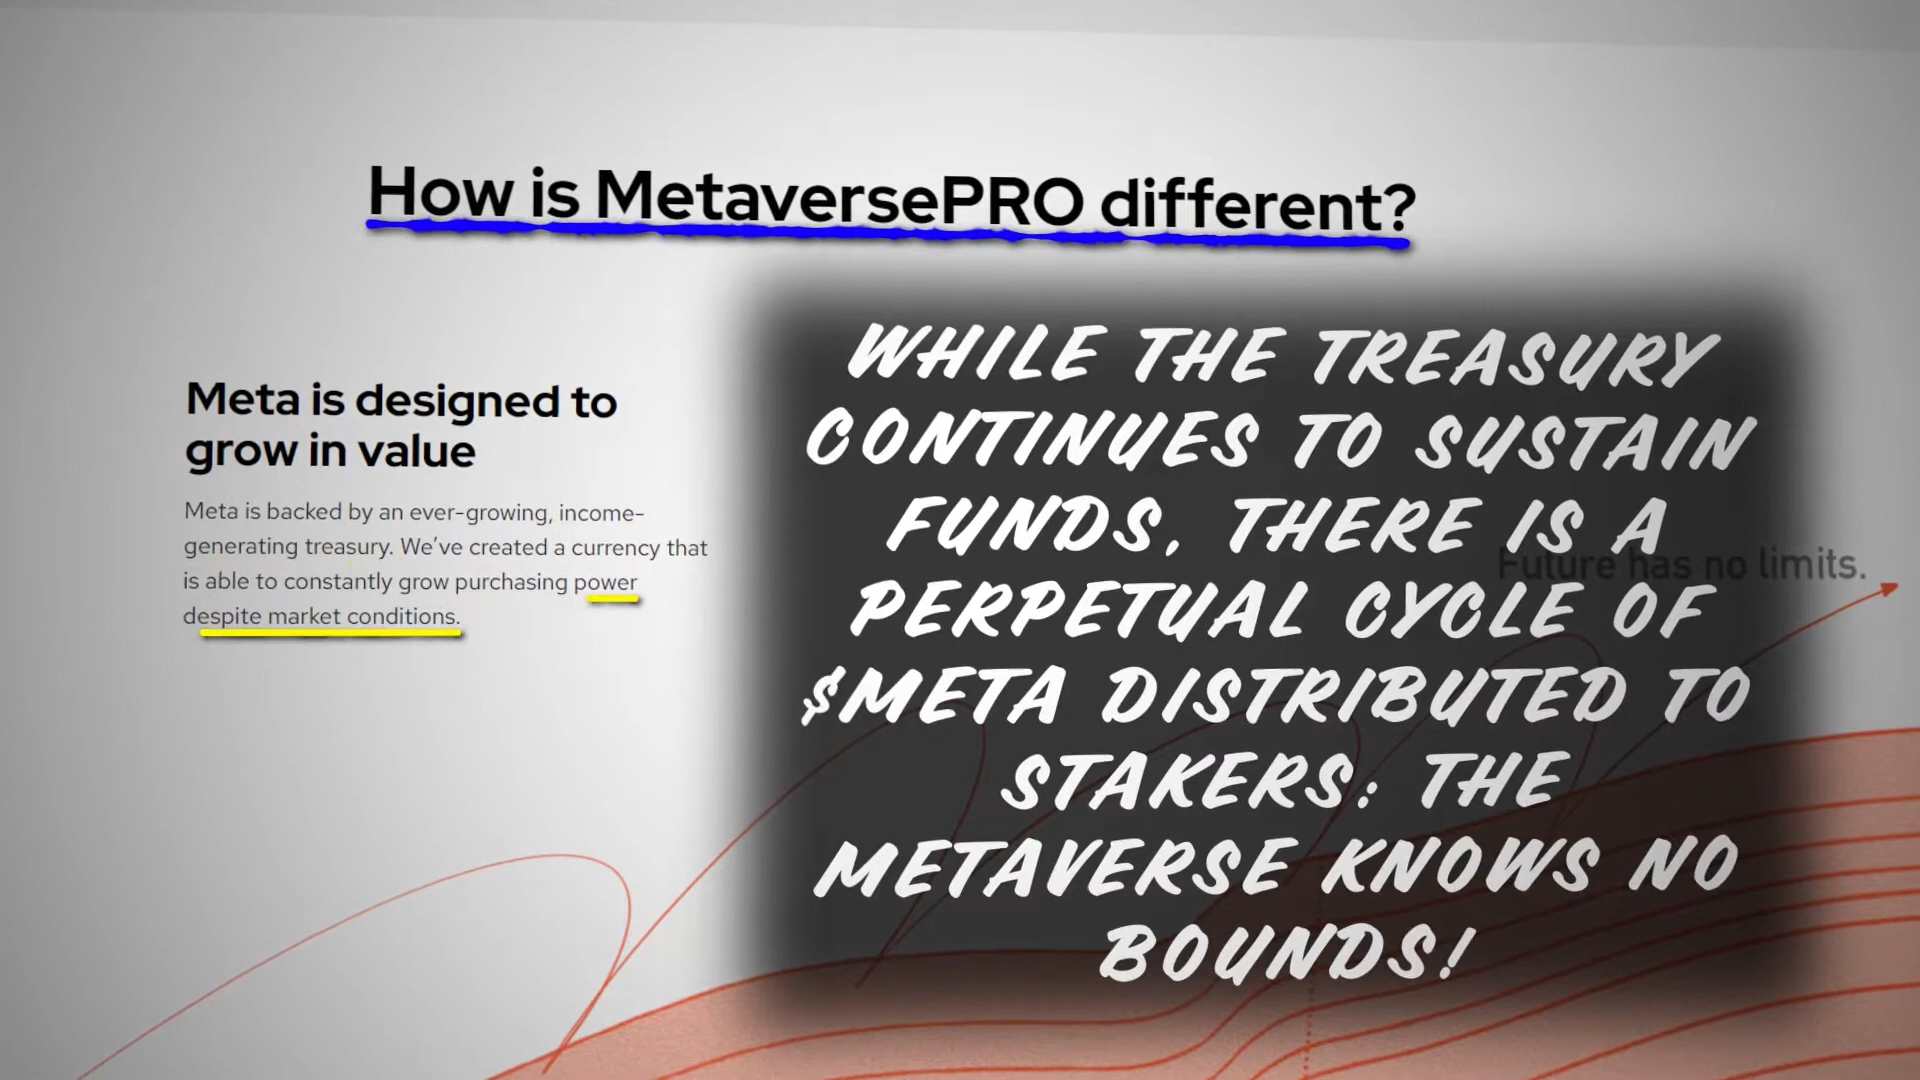 How is MetaversePRO different?
Meta is designed to
grow in value
Meta is backed by an ever-growing, income-
generating treasury. We've created a currency that
is able to constantly grow purchasing power
despite market conditions.
WHILE THE TREASURY
CONTINUES TO SUSTAIN
FUNDS, THERE IS A
PERPETUAL CYCLE OF
$META DISTRIBUTED TO
STAKERS: THE
METAVERSE KNOWS NO
BOUNDS!
Future has no limits.